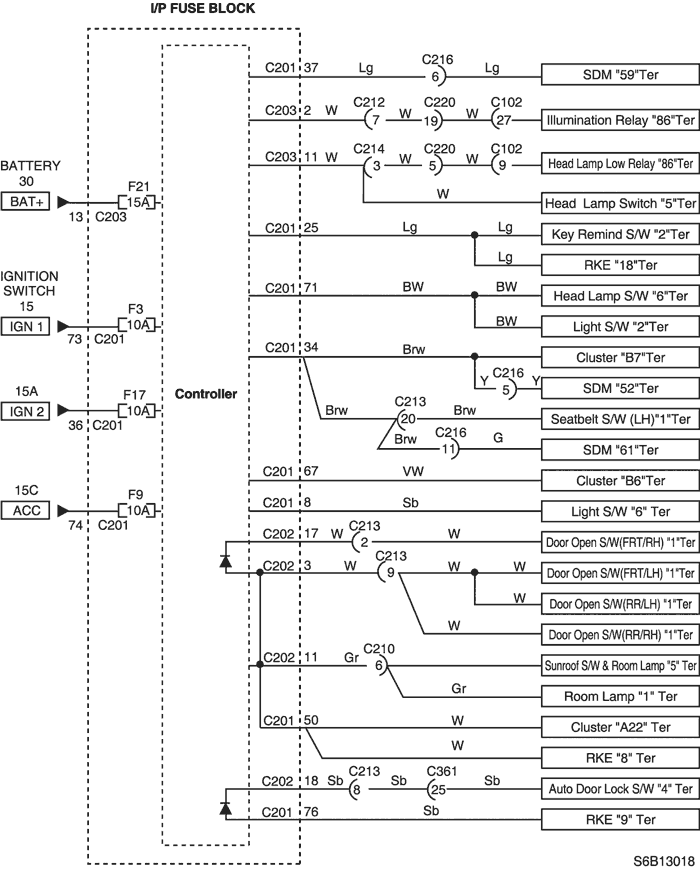 I/P FUSE BLOCK
C201 37 Lg C216 6 Lg SDM "59"Ter
C203 2 W C212 7 W C220 19 W C102 27 Illumination Relay "86"Ter
C203 11 W C214 3 W C220 5 W C102 9 Head Lamp Low Relay "86"Ter
BATTERY
30
BAT+ 13 C203 F21 15A
W Head Lamp Switch "5"Ter
C201 25 Lg Key Remind S/W "2"Ter
Lg RKE "18"Ter
IGNITION
SWITCH
15
IGN 1 73 C201 F3 10A
C201 71 BW BW Head Lamp S/W "6"Ter
BW Light S/W "2"Ter
C201 34 Brw Cluster "B7"Ter
Y C216 5 Y SDM "52"Ter
15A
IGN 2 36 C201 F17 10A
Controller
Brw C213 20 Brw Seatbelt S/W (LH)"1"Ter
Brw C216 11 G SDM "61"Ter
C201 67 VW Cluster "B6"Ter
15C
ACC 74 C201 F9 10A
C201 8 Sb Light S/W "6" Ter
C202 17 W C213 2 W Door Open S/W(FRT/RH) "1"Ter
C202 3 W C213 9 W W Door Open S/W(FRT/LH) "1"Ter
W Door Open S/W(RR/LH) "1"Ter
W Door Open S/W(RR/RH) "1"Ter
C202 11 Gr C210 6 Sunroof S/W & Room Lamp "5" Ter
Gr Room Lamp "1" Ter
C201 50 W Cluster "A22" Ter
W RKE "8" Ter
C202 18 Sb C213 8 Sb C361 25 Sb Auto Door Lock S/W "4" Ter
C201 76 Sb RKE "9" Ter
S6B13018